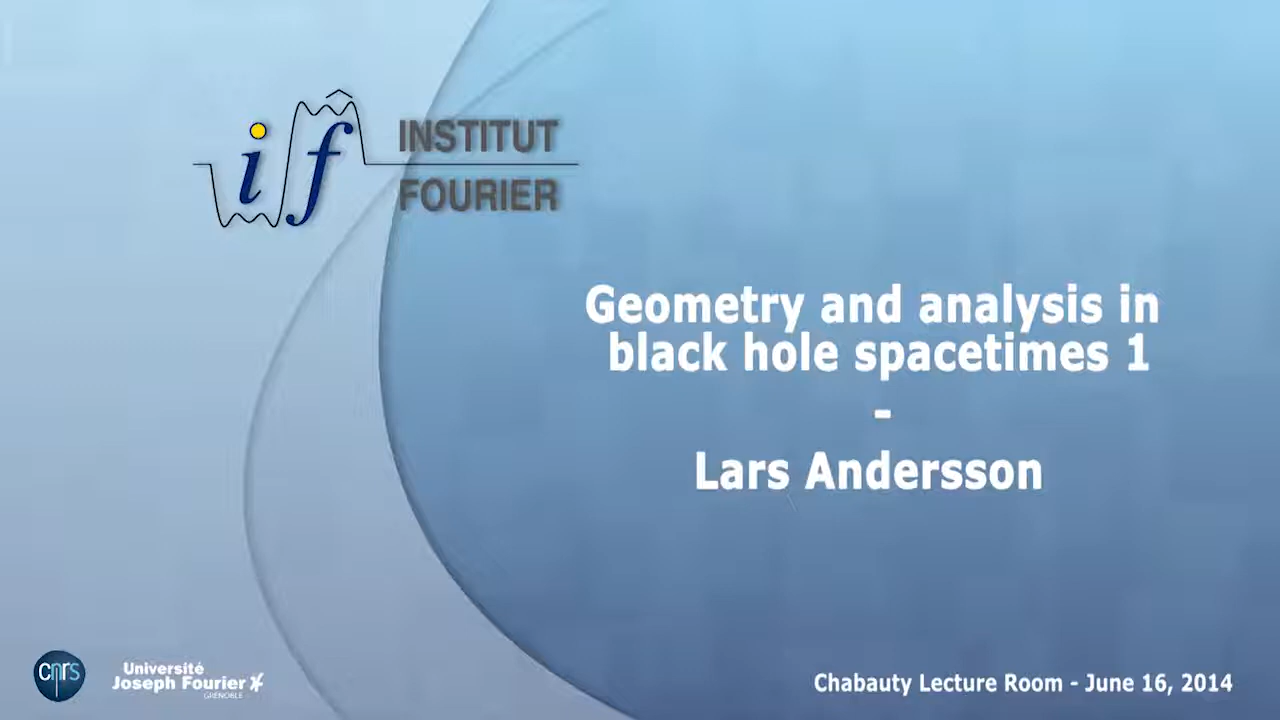 if
INSTITUT
FOURIER
Geometry and analysis in
black hole spacetimes 1
-
Lars Andersson
cnrs
Université
Joseph Fourier
GRENOBLE
Chabauty Lecture Room - June 16, 2014